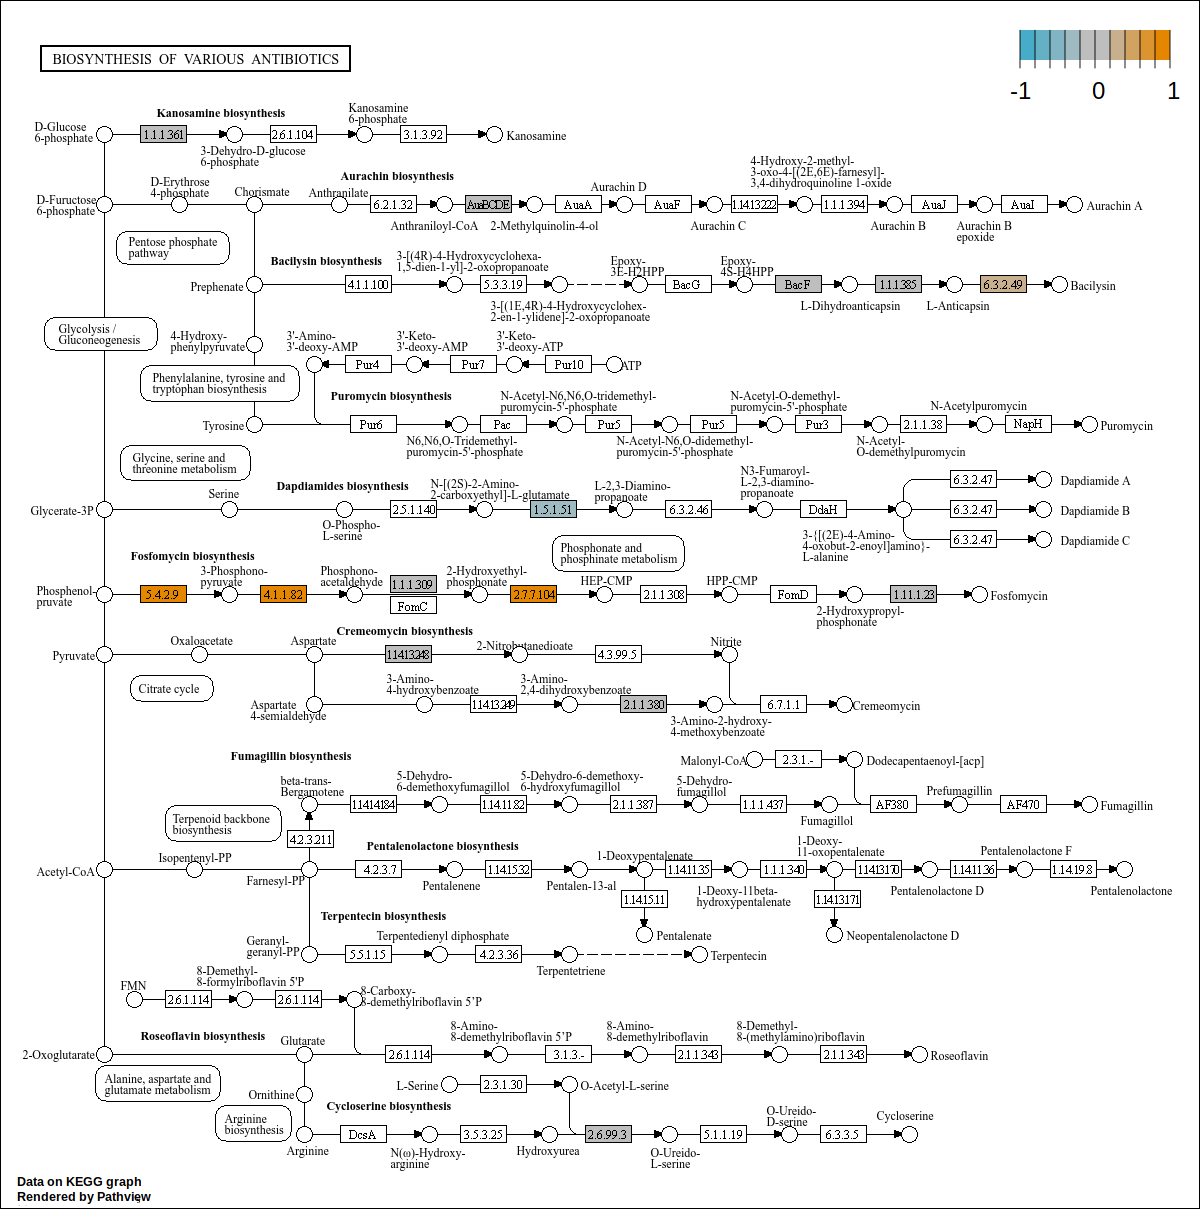 BIOSYNTHESIS OF VARIOUS ANTIBIOTICS
-1 0 1
Kanosamine biosynthesis
D-Glucose
6-phosphate
1.1.1.361
3-Dehydro-D-glucose
6-phosphate
2.6.1.104
Kanosamine
6-phosphate
3.1.3.92
Kanosamine
D-Fructose
6-phosphate
D-Erythrose
4-phosphate
Chorismate
Anthranilate
Aurachin biosynthesis
6.2.1.32
Anthraniloyl-CoA
AuaBCDE
2-Methylquinolin-4-ol
AuaA
Aurachin D
AuaF
Aurachin C
4-Hydroxy-2-methyl-
3-oxo-4-[(2E,6E)-farnesyl]-
3,4-dihydroquinoline 1-oxide
1.14.13.222
1.1.1.394
Aurachin B
AuaJ
Aurachin B
epoxide
AuaI
Aurachin A
Pentose phosphate
pathway
Bacilysin biosynthesis
Prephenate
4.1.1.100
3-[(4R)-4-Hydroxycyclohexa-
1,5-dien-1-yl]-2-oxopropanoate
5.3.3.19
3-[(1E,4R)-4-Hydroxycyclohex-
2-en-1-ylidene]-2-oxopropanoate
Epoxy-
3E-H2HPP
BacG
Epoxy-
4S-H4HPP
BacF
L-Dihydroanticapsin
1.1.1.385
L-Anticapsin
6.3.2.49
Bacilysin
Glycolysis /
Gluconeogenesis
4-Hydroxy-
phenylpyruvate
3'-Amino-
3'-deoxy-AMP
Pur4
3'-Keto-
3'-deoxy-AMP
Pur7
3'-Keto-
3'-deoxy-ATP
Pur10
ATP
Phenylalanine, tyrosine and
tryptophan biosynthesis
Puromycin biosynthesis
Tyrosine
Pur6
N6,N6,O-Tridemethyl-
puromycin-5'-phosphate
Pac
N-Acetyl-N6,N6,O-tridemethyl-
puromycin-5'-phosphate
Pur5
N-Acetyl-N6,O-didemethyl-
puromycin-5'-phosphate
Pur5
N-Acetyl-O-demethyl-
puromycin-5'-phosphate
Pur3
N-Acetyl-
O-demethylpuromycin
2.1.1.38
N-Acetylpuromycin
NapH
Puromycin
Glycine, serine and
threonine metabolism
Dapdiamides biosynthesis
Glycerate-3P
Serine
O-Phospho-
L-serine
2.5.1.140
N-[(2S)-2-Amino-
2-carboxyethyl]-L-glutamate
1.5.1.51
L-2,3-Diamino-
propanoate
6.3.2.46
N3-Fumaroyl-
L-2,3-diamino-
propanoate
DdaH
3-{[(2E)-4-Amino-
4-oxobut-2-enoyl]amino}-
L-alanine
6.3.2.47
Dapdiamide A
6.3.2.47
Dapdiamide B
6.3.2.47
Dapdiamide C
Phosphonate and
phosphinate metabolism
Fosfomycin biosynthesis
Phosphenol-
pruvate
5.4.2.9
3-Phosphono-
pyruvate
4.1.1.82
Phosphono-
acetaldehyde
1.1.1.309
FomC
2-Hydroxyethyl-
phosphonate
2.7.7.104
HEP-CMP
2.1.1.308
HPP-CMP
FomD
2-Hydroxypropyl-
phosphonate
1.11.1.23
Fosfomycin
Cremeomycin biosynthesis
Pyruvate
Oxaloacetate
Aspartate
1.14.13.248
2-Nitrobutanedioate
4.3.99.5
Nitrite
Citrate cycle
Aspartate
4-semialdehyde
3-Amino-
4-hydroxybenzoate
1.14.13.249
3-Amino-
2,4-dihydroxybenzoate
2.1.1.380
3-Amino-2-hydroxy-
4-methoxybenzoate
6.7.1.1
Cremeomycin
Fumagillin biosynthesis
Malonyl-CoA
2.3.1.-
Dodecapentaenoyl-[acp]
beta-trans-
Bergamotene
1.14.14.184
5-Dehydro-
6-demethoxyfumagillol
1.14.11.82
5-Dehydro-6-demethoxy-
6-hydroxyfumagillol
2.1.1.387
5-Dehydro-
fumagillol
1.1.1.437
Fumagillol
AF380
Prefumagillin
AF470
Fumagillin
Terpenoid backbone
biosynthesis
4.2.3.211
Pentalenolactone biosynthesis
Acetyl-CoA
Isopentenyl-PP
Farnesyl-PP
4.2.3.7
Pentalenene
1.14.15.32
Pentalen-13-al
1-Deoxypentalenate
1.14.11.35
1-Deoxy-11beta-
hydroxypentalenate
1.1.1.340
1-Deoxy-
11-oxopentalenate
1.14.13.170
Pentalenolactone D
1.14.11.36
Pentalenolactone F
1.14.19.8
Pentalenolactone
1.14.15.11
Pentalenate
1.14.13.171
Neopentalenolactone D
Terpentecin biosynthesis
Geranyl-
geranyl-PP
5.5.1.15
Terpentedienyl diphosphate
4.2.3.36
Terpentetriene
Terpentecin
FMN
2.6.1.114
8-Demethyl-
8-formylriboflavin 5'P
2.6.1.114
8-Carboxy-
8-demethylriboflavin 5'P
Roseoflavin biosynthesis
2-Oxoglutarate
Glutarate
2.6.1.114
8-Amino-
8-demethylriboflavin 5'P
3.1.3.-
8-Amino-
8-demethylriboflavin
2.1.1.343
8-Demethyl-
8-(methylamino)riboflavin
2.1.1.343
Roseoflavin
Alanine, aspartate and
glutamate metabolism
Ornithine
L-Serine
2.3.1.30
O-Acetyl-L-serine
Cycloserine biosynthesis
Arginine
biosynthesis
Arginine
DcsA
N(ω)-Hydroxy-
arginine
3.5.3.25
Hydroxyurea
2.6.99.3
O-Ureido-
L-serine
5.1.1.19
O-Ureido-
D-serine
6.3.3.5
Cycloserine
Data on KEGG graph
Rendered by Pathview